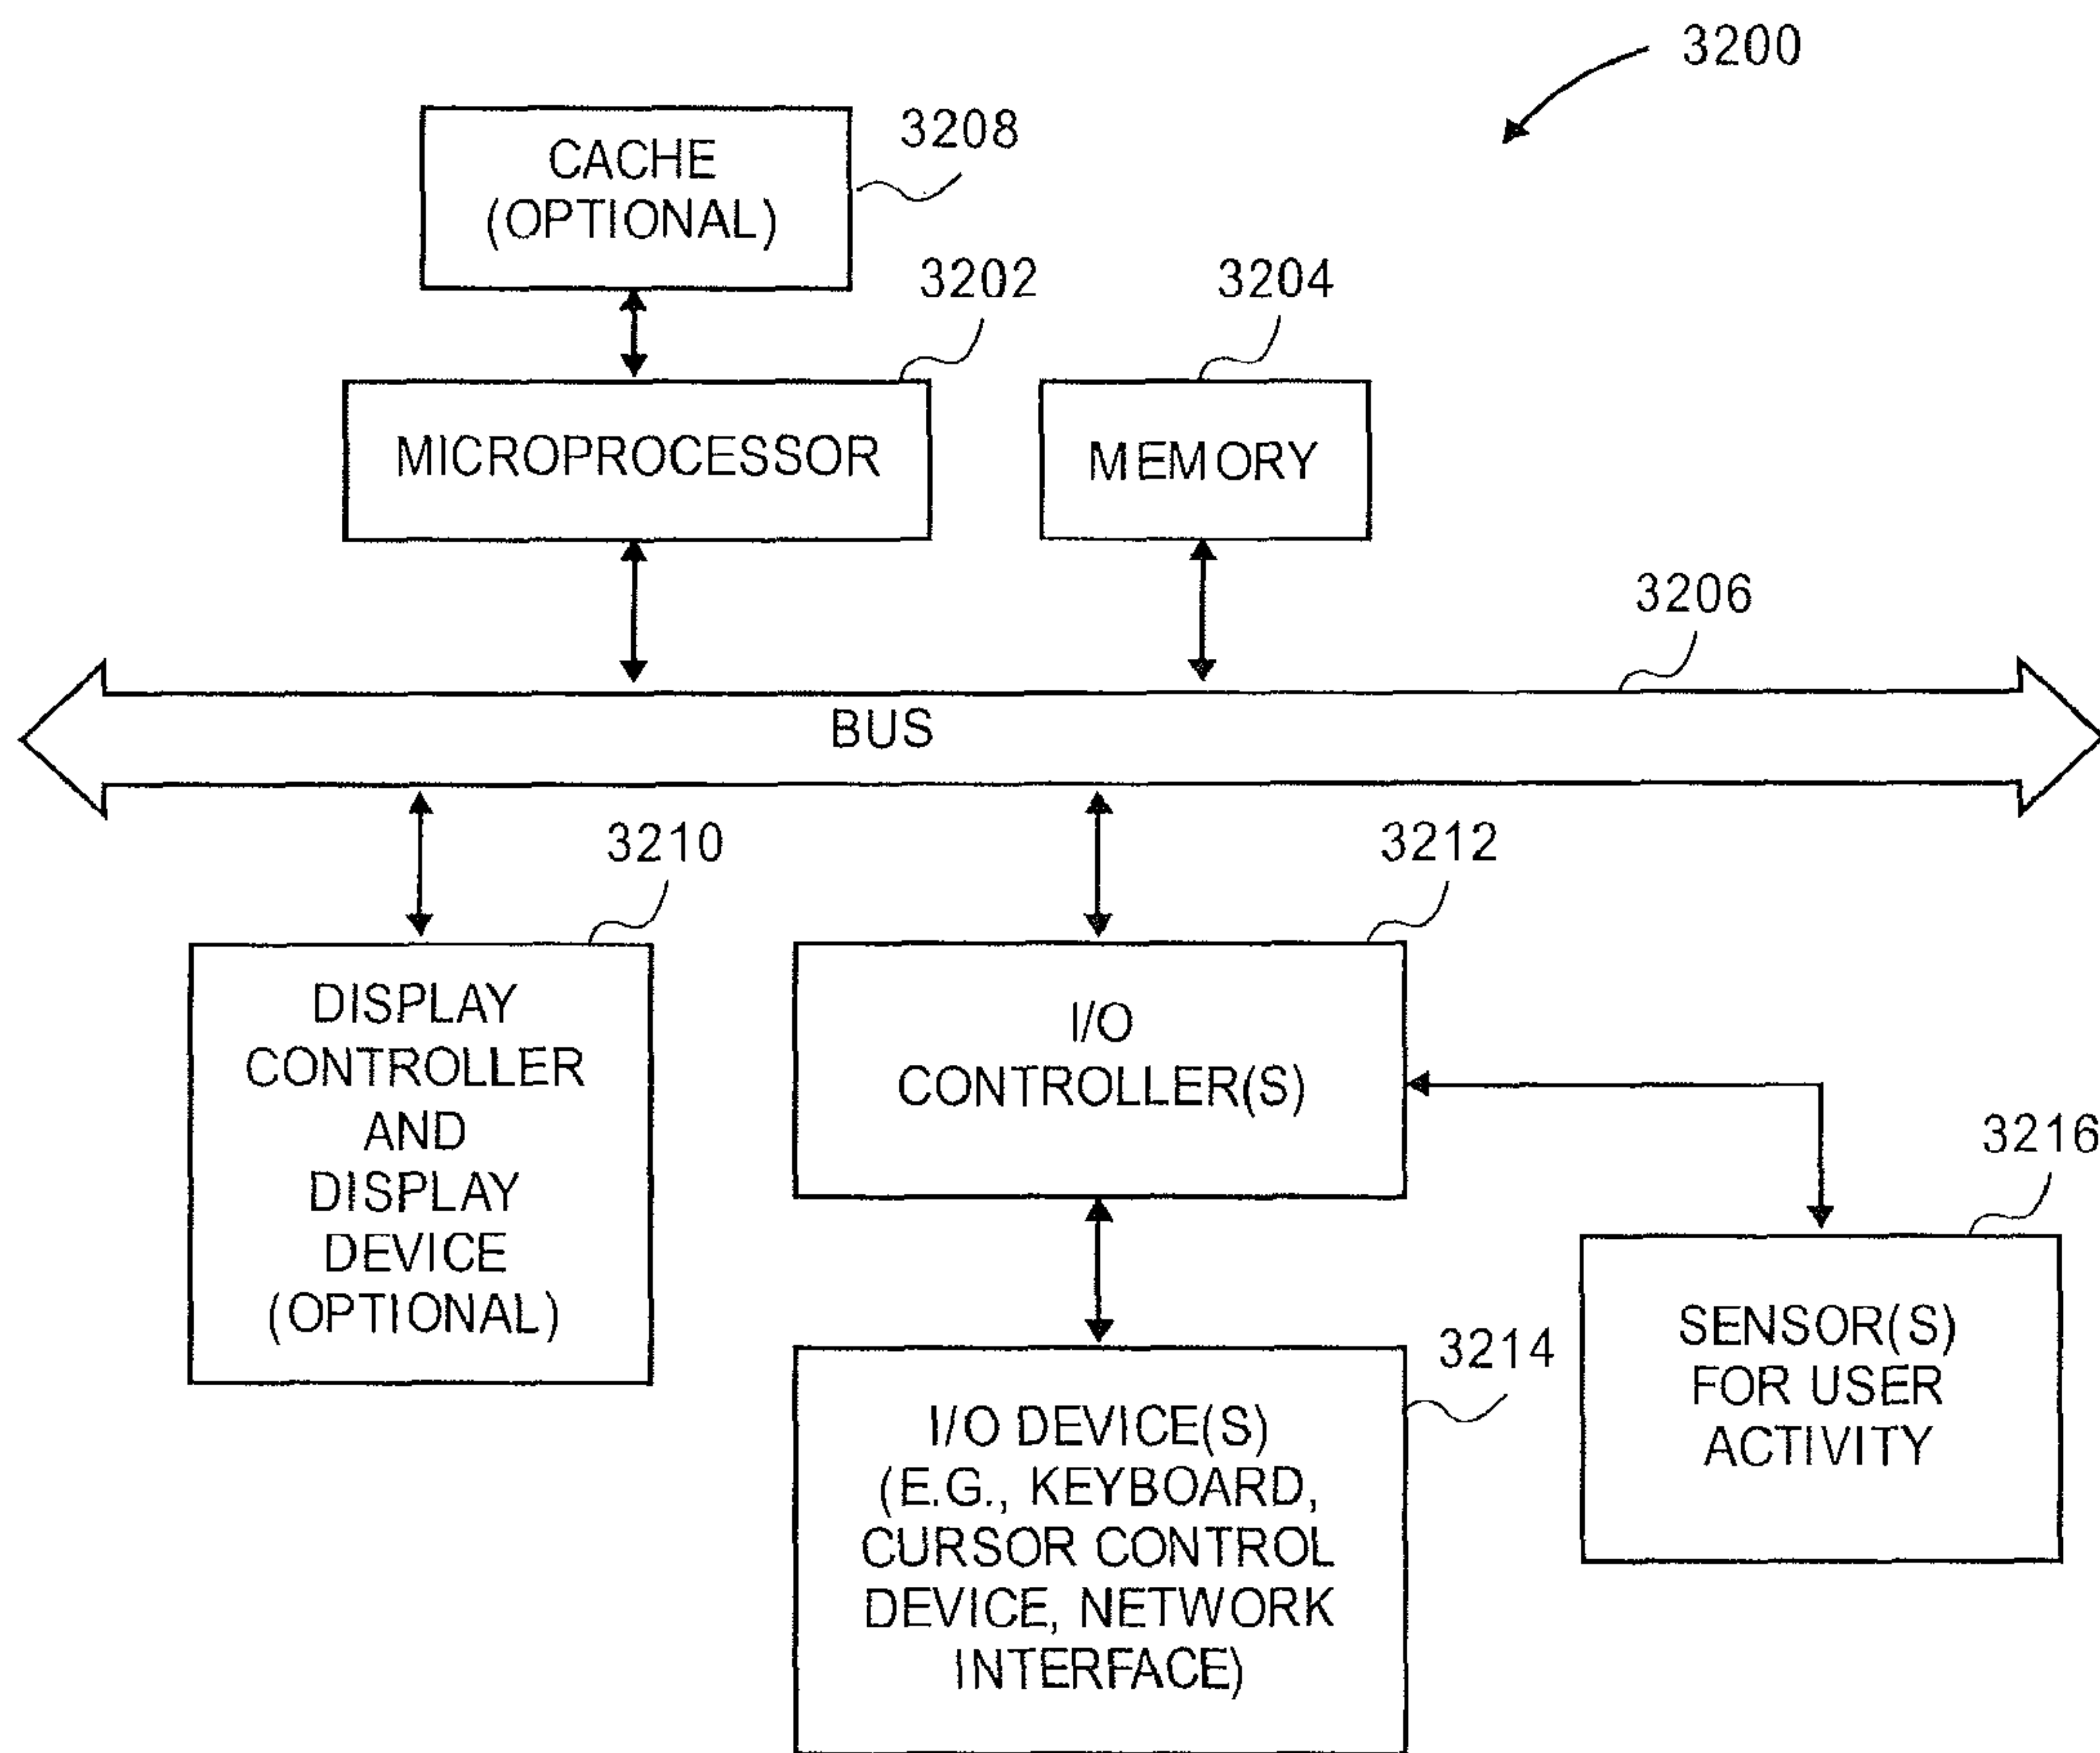 3200
CACHE
(OPTIONAL)
3208
3202
3204
MICROPROCESSOR
MEMORY
3206
BUS
3210
3212
DISPLAY
CONTROLLER
AND
DISPLAY
DEVICE
(OPTIONAL)
I/O
CONTROLLER(S)
3216
SENSOR(S)
FOR USER
ACTIVITY
3214
I/O DEVICE(S)
(E.G., KEYBOARD,
CURSOR CONTROL
DEVICE, NETWORK
INTERFACE)